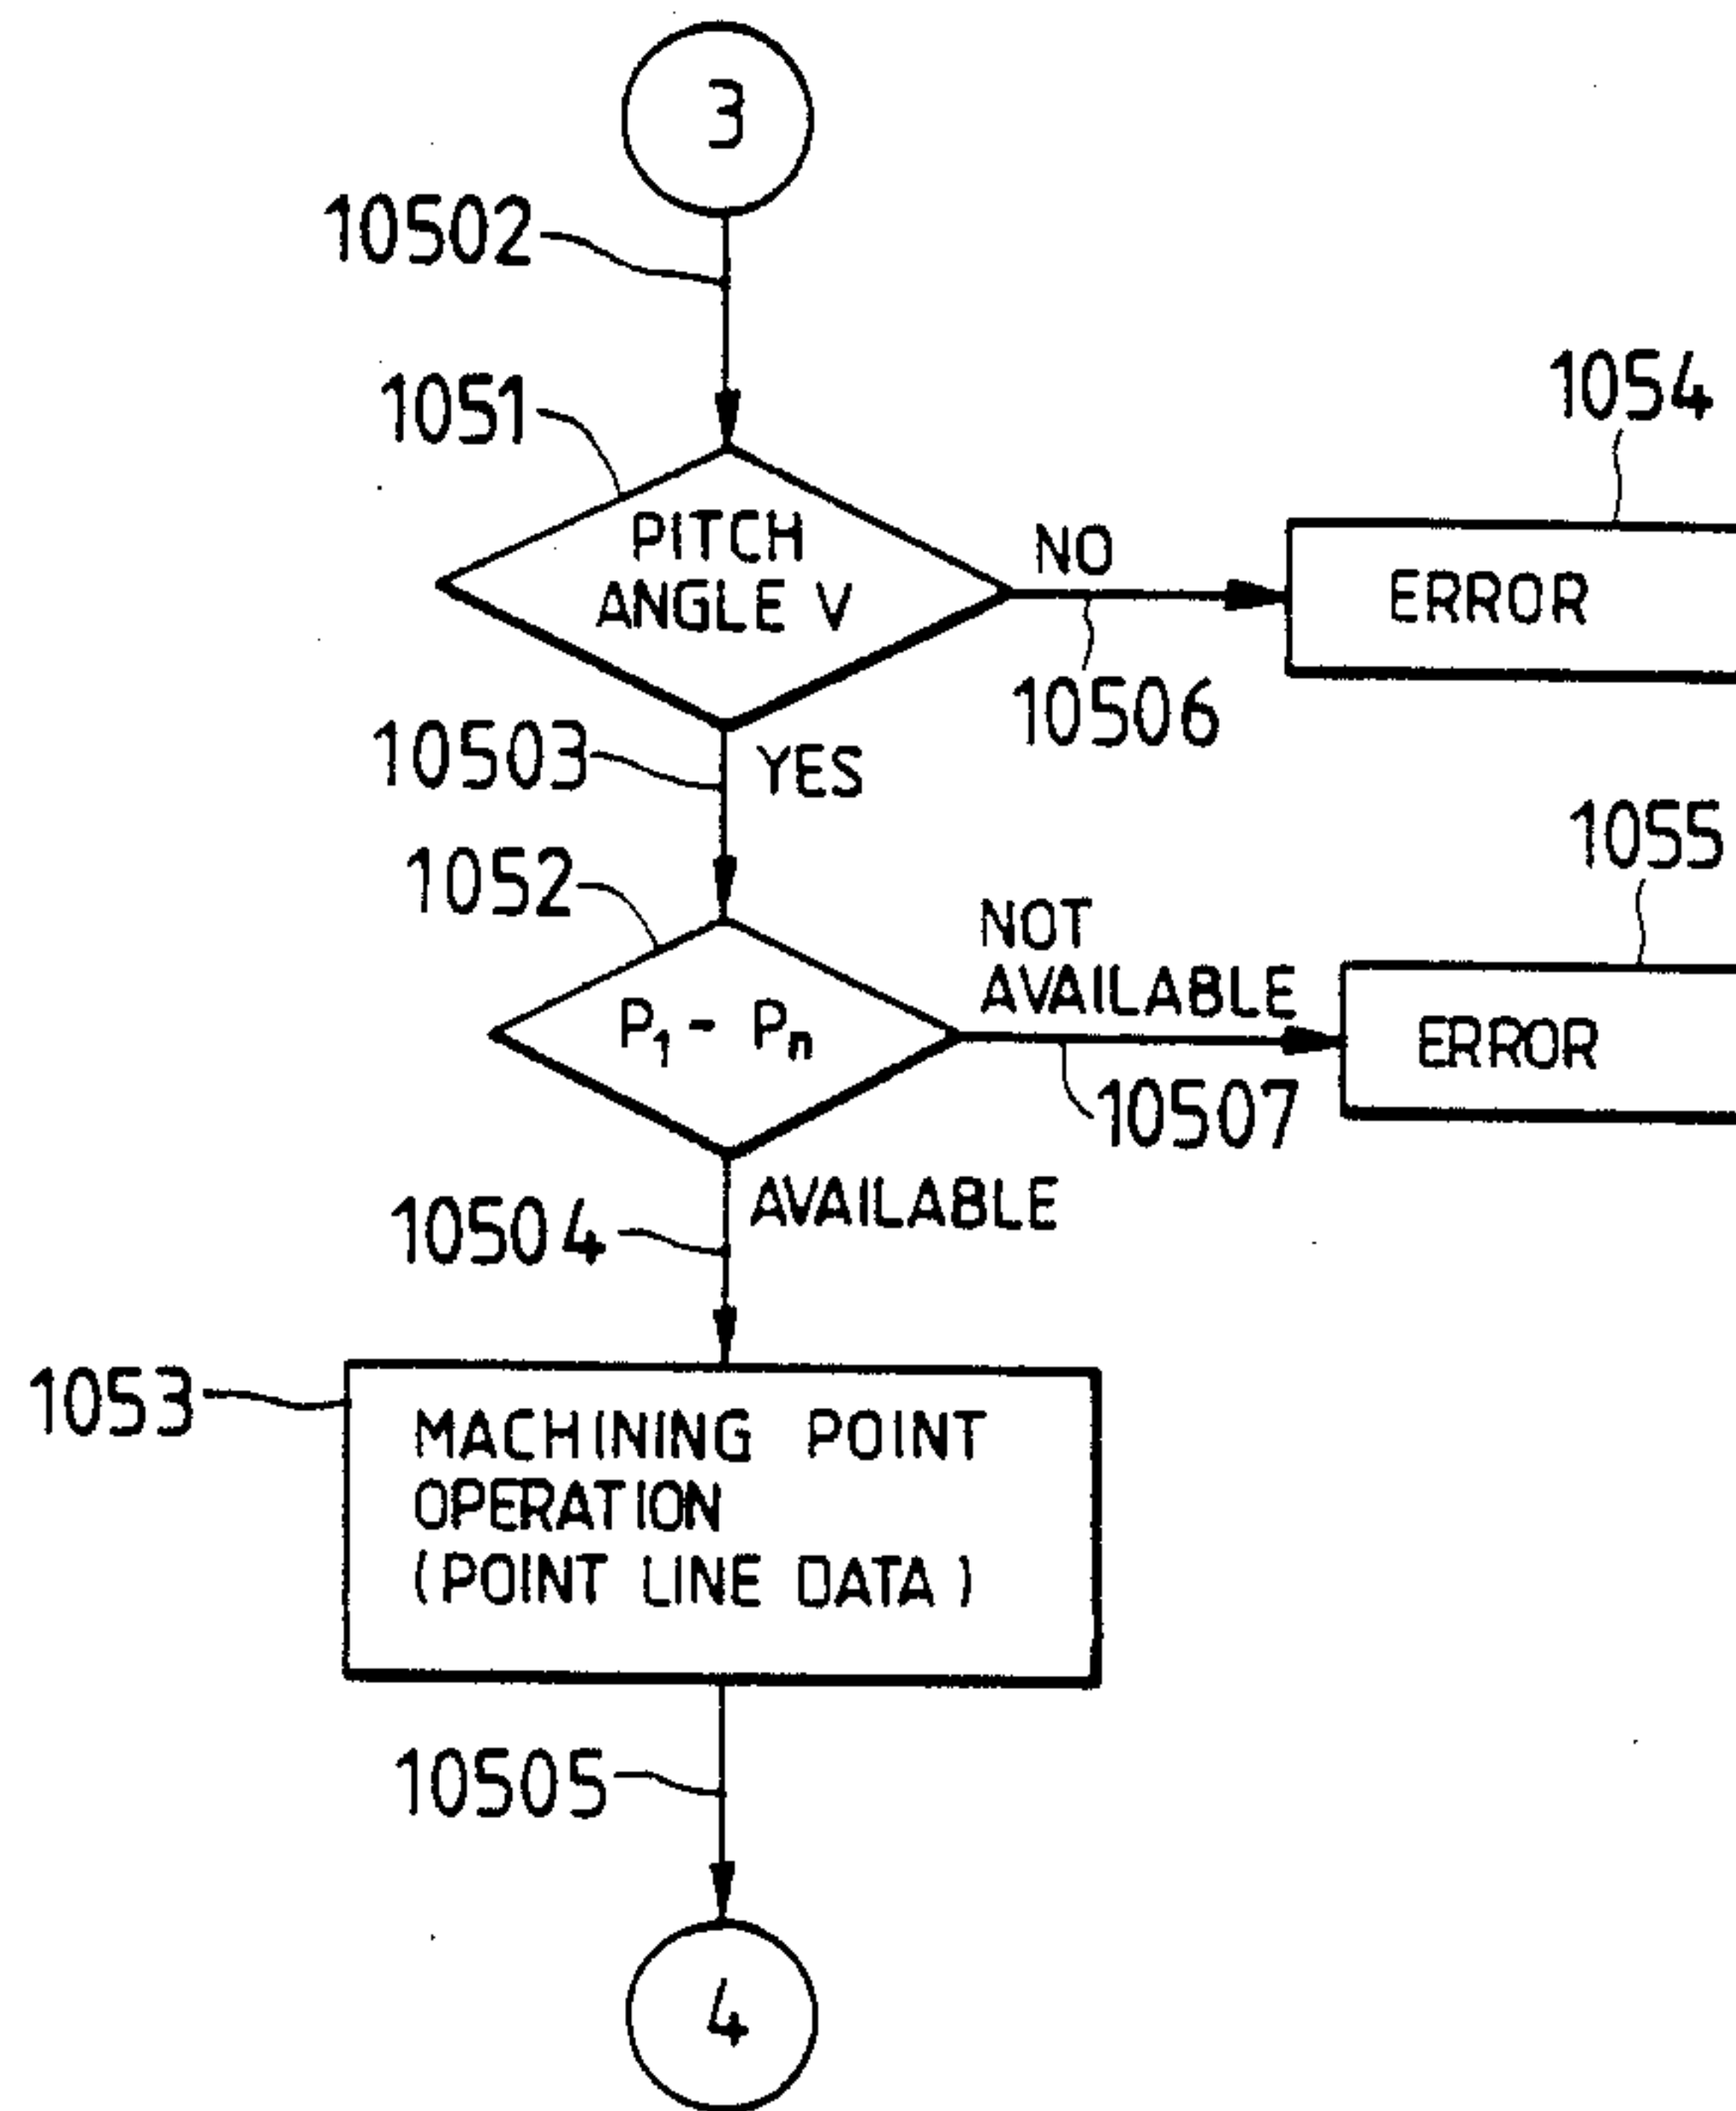 3
10502
1051
1054
PITCH
ANGLE V
NO
ERROR
10506
10503
YES
1055
1052
NOT
AVAILABLE
P1 - Pn
ERROR
10507
AVAILABLE
10504
1053
MACHINING POINT
OPERATION
(POINT LINE DATA)
10505
4